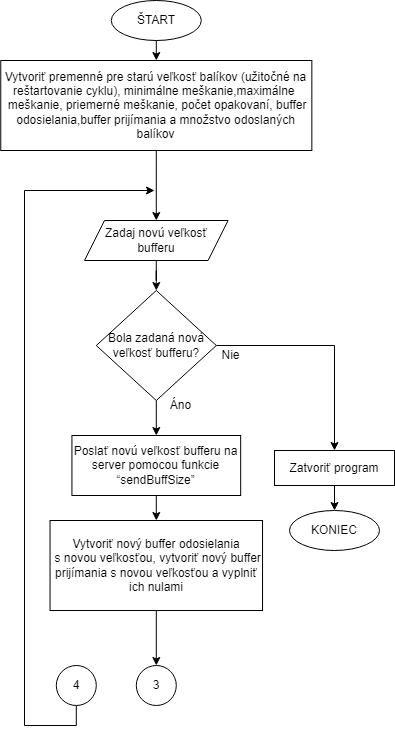 ŠTART
Vytvoriť premenné pre starú veľkosť balíkov (užitočné na
reštartovanie cyklu), minimálne meškanie,maximálne
meškanie, priemerné meškanie, počet opakovaní, buffer
odosielania,buffer prijímania a množstvo odoslaných
balíkov
Zadaj novú veľkosť
bufferu
Bola zadaná nová
veľkosť bufferu?
Nie
Áno
Poslať novú veľkosť bufferu na
server pomocou funkcie
“sendBuffSize”
Zatvoriť program
KONIEC
Vytvoriť nový buffer odosielania
s novou veľkosťou, vytvoriť nový buffer
prijímania s novou veľkosťou a vyplniť
ich nulami
4
3